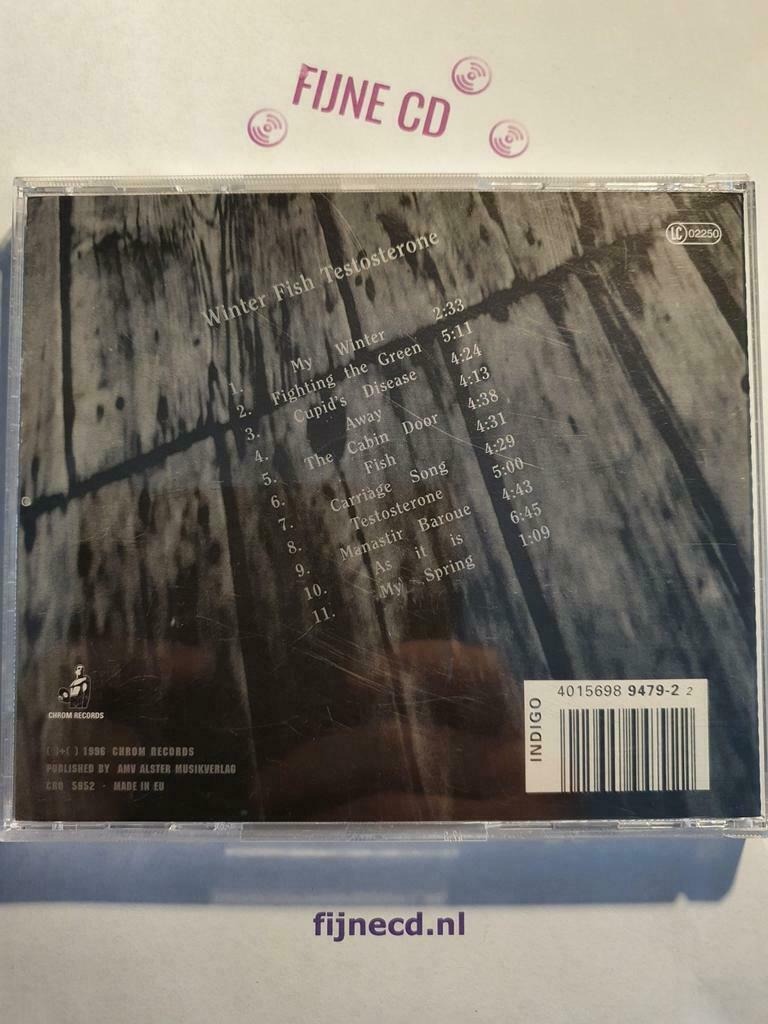 FIJNE CD
LC 02250
Winter Fish Testosterone
1. My Winter 2:33
2. Fighting the Green 5:11
3. Cupid's Disease 4:24
4. Away 4:13
5. The Cabin Door 4:38
6. Fish 4:31
7. Carriage Song 4:29
8. Testosterone 5:00
9. Manastir Baroue 4:43
10. As it is 6:45
11. My Spring 1:09
CHROM RECORDS
( )+( ) 1996 CHROM RECORDS
PUBLISHED BY AMV ALSTER MUSIKVERLAG
CRO 5952 - MADE IN EU
INDIGO
4015698 9479-2 2
fijnecd.nl